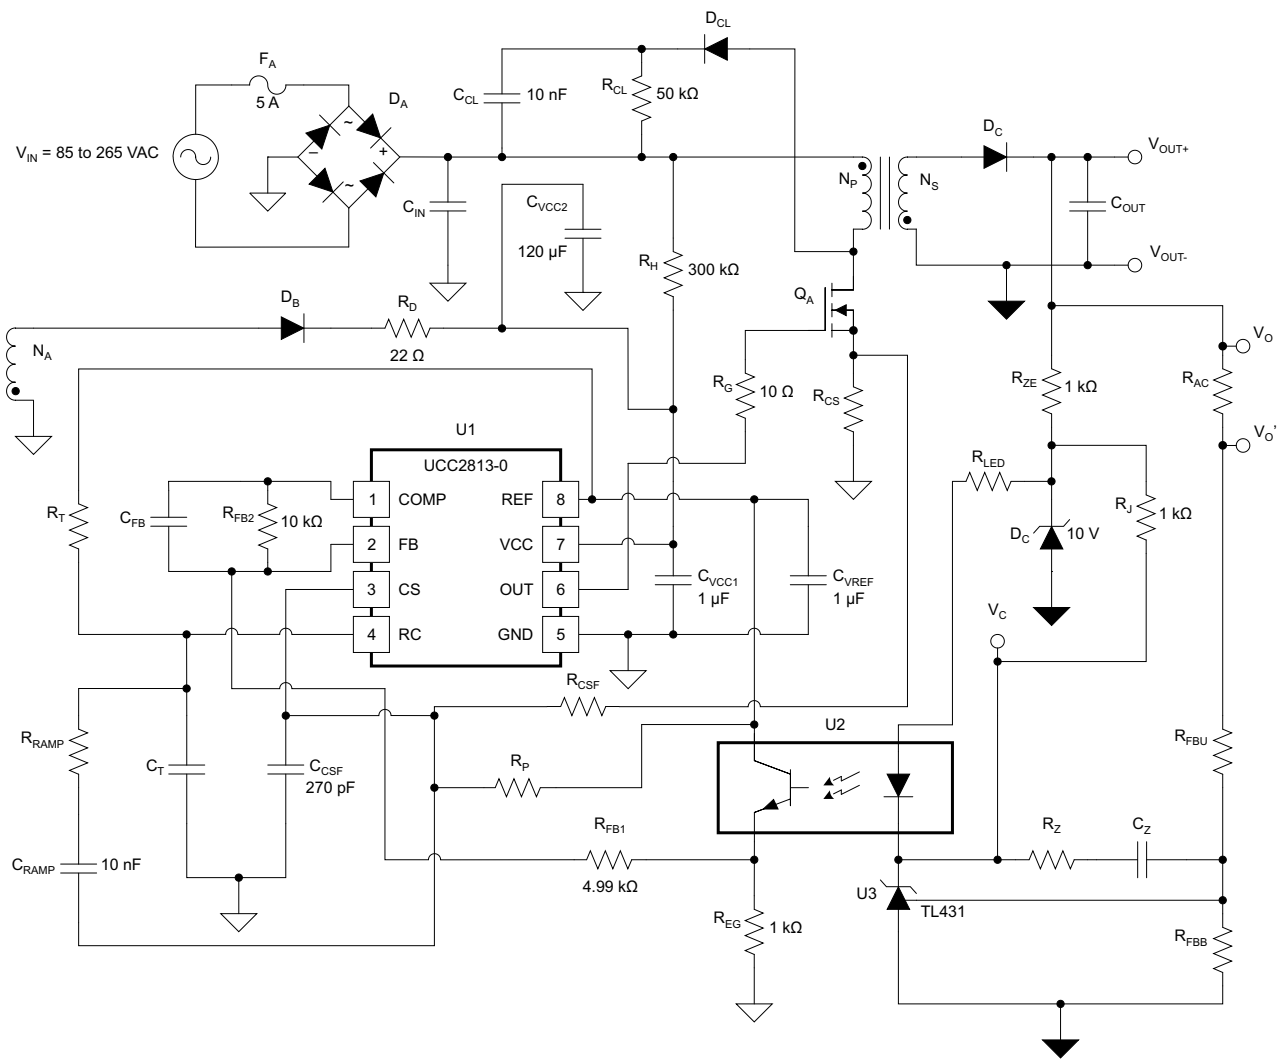 D_CL
F_A
5 A
D_A
C_CL
10 nF
R_CL
50 kΩ
V_IN = 85 to 265 VAC
~
~
–
+
D_C
V_OUT+
N_P
N_S
C_IN
C_VCC2
120 µF
C_OUT
V_OUT-
R_H
300 kΩ
Q_A
D_B
R_D
22 Ω
N_A
R_G
10 Ω
R_CS
V_O
R_ZE
1 kΩ
R_AC
V_O'
U1
UCC2813-0
R_LED
R_J
1 kΩ
D_C
10 V
R_T
C_FB
R_FB2
10 kΩ
1 COMP
REF 8
2 FB
VCC 7
3 CS
OUT 6
4 RC
GND 5
C_VCC1
1 µF
C_VREF
1 µF
V_C
R_CSF
U2
R_RAMP
C_T
C_CSF
270 pF
R_P
R_FBU
R_FB1
4.99 kΩ
R_Z
C_Z
C_RAMP
10 nF
U3
TL431
R_EG
1 kΩ
R_FBB